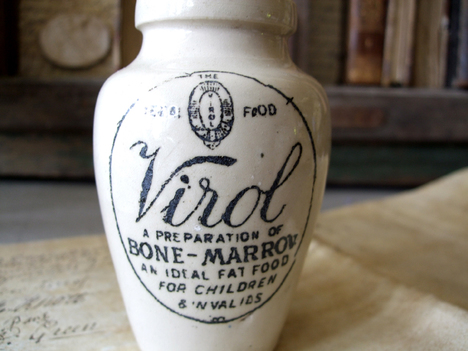 THE
VIROL
FOOD
Virol
A PREPARATION OF
BONE-MARROW
AN IDEAL FAT FOOD
FOR CHILDREN
& INVALIDS